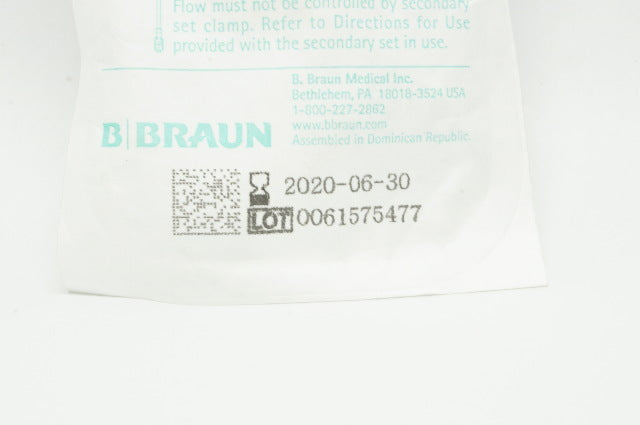 Flow must not be controlled by secondary
set clamp. Refer to Directions for Use
provided with the secondary set in use.
B. Braun Medical Inc.
Bethlehem, PA 18018-3524 USA
1-800-227-2862
www.bbraun.com
Assembled in Dominican Republic.
B|BRAUN
2020-06-30
LOT 0061575477